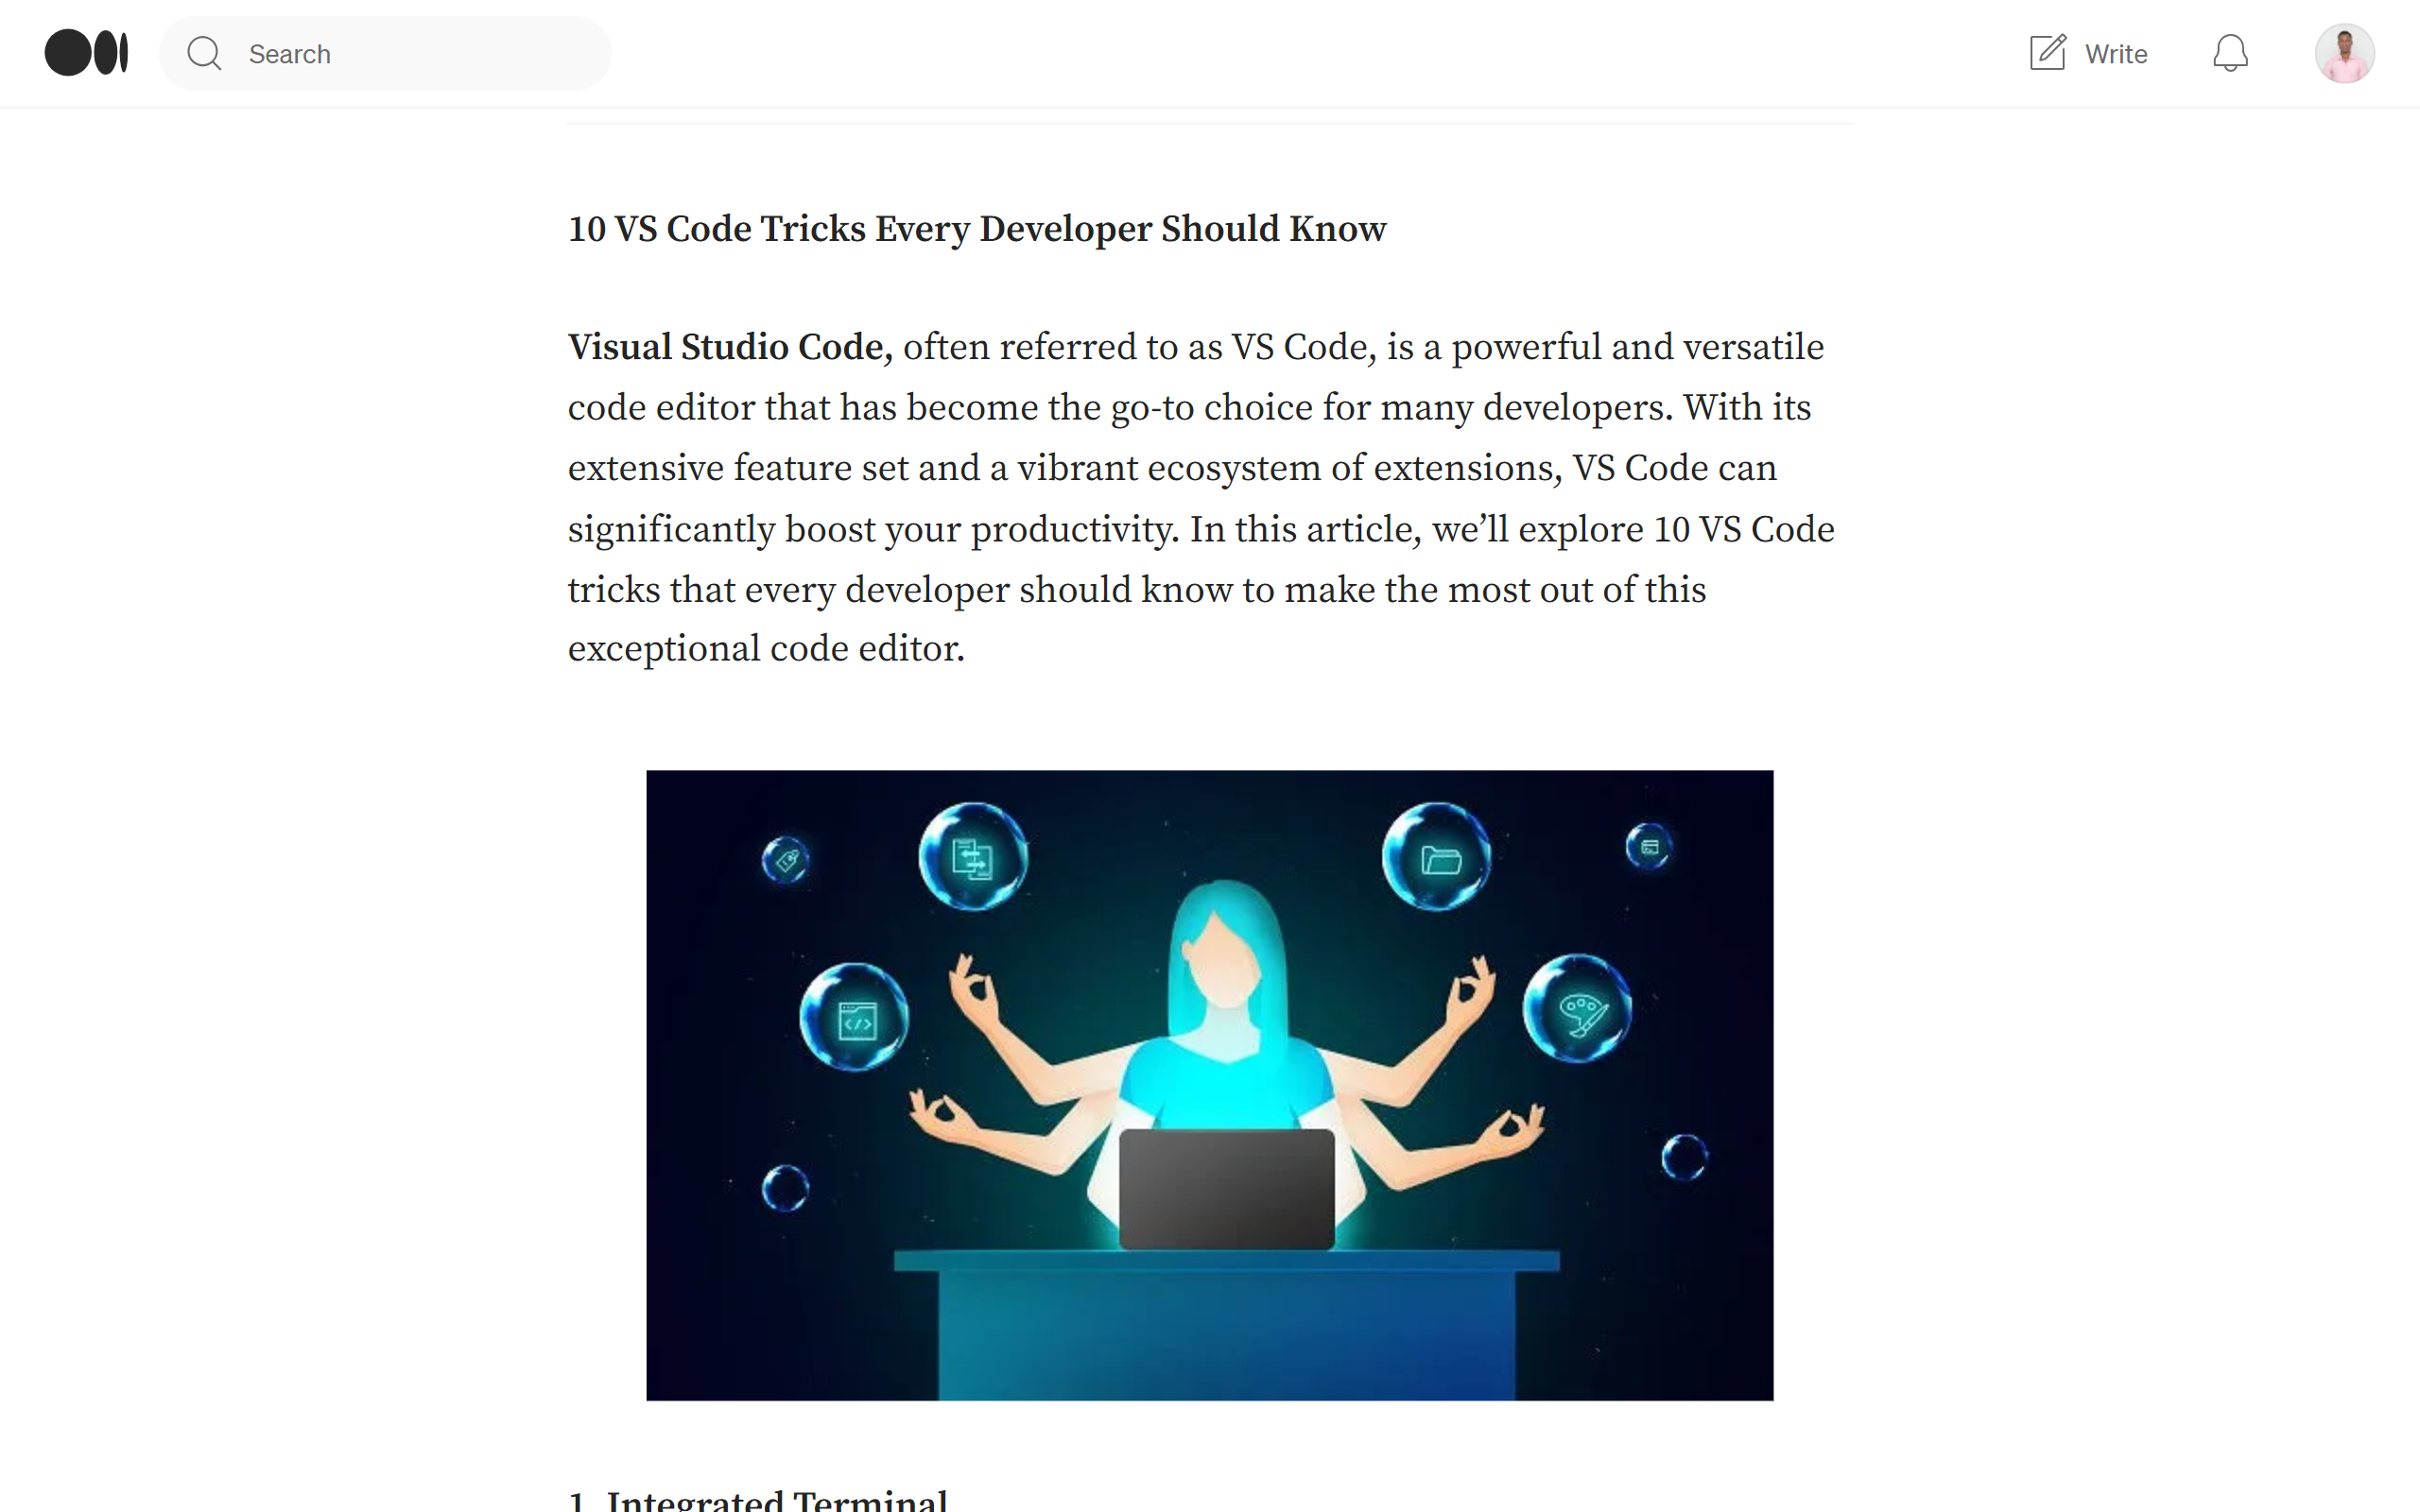 Search
Write
10 VS Code Tricks Every Developer Should Know
Visual Studio Code, often referred to as VS Code, is a powerful and versatile
code editor that has become the go-to choice for many developers. With its
extensive feature set and a vibrant ecosystem of extensions, VS Code can
significantly boost your productivity. In this article, we’ll explore 10 VS Code
tricks that every developer should know to make the most out of this
exceptional code editor.
</>
1. Integrated Terminal